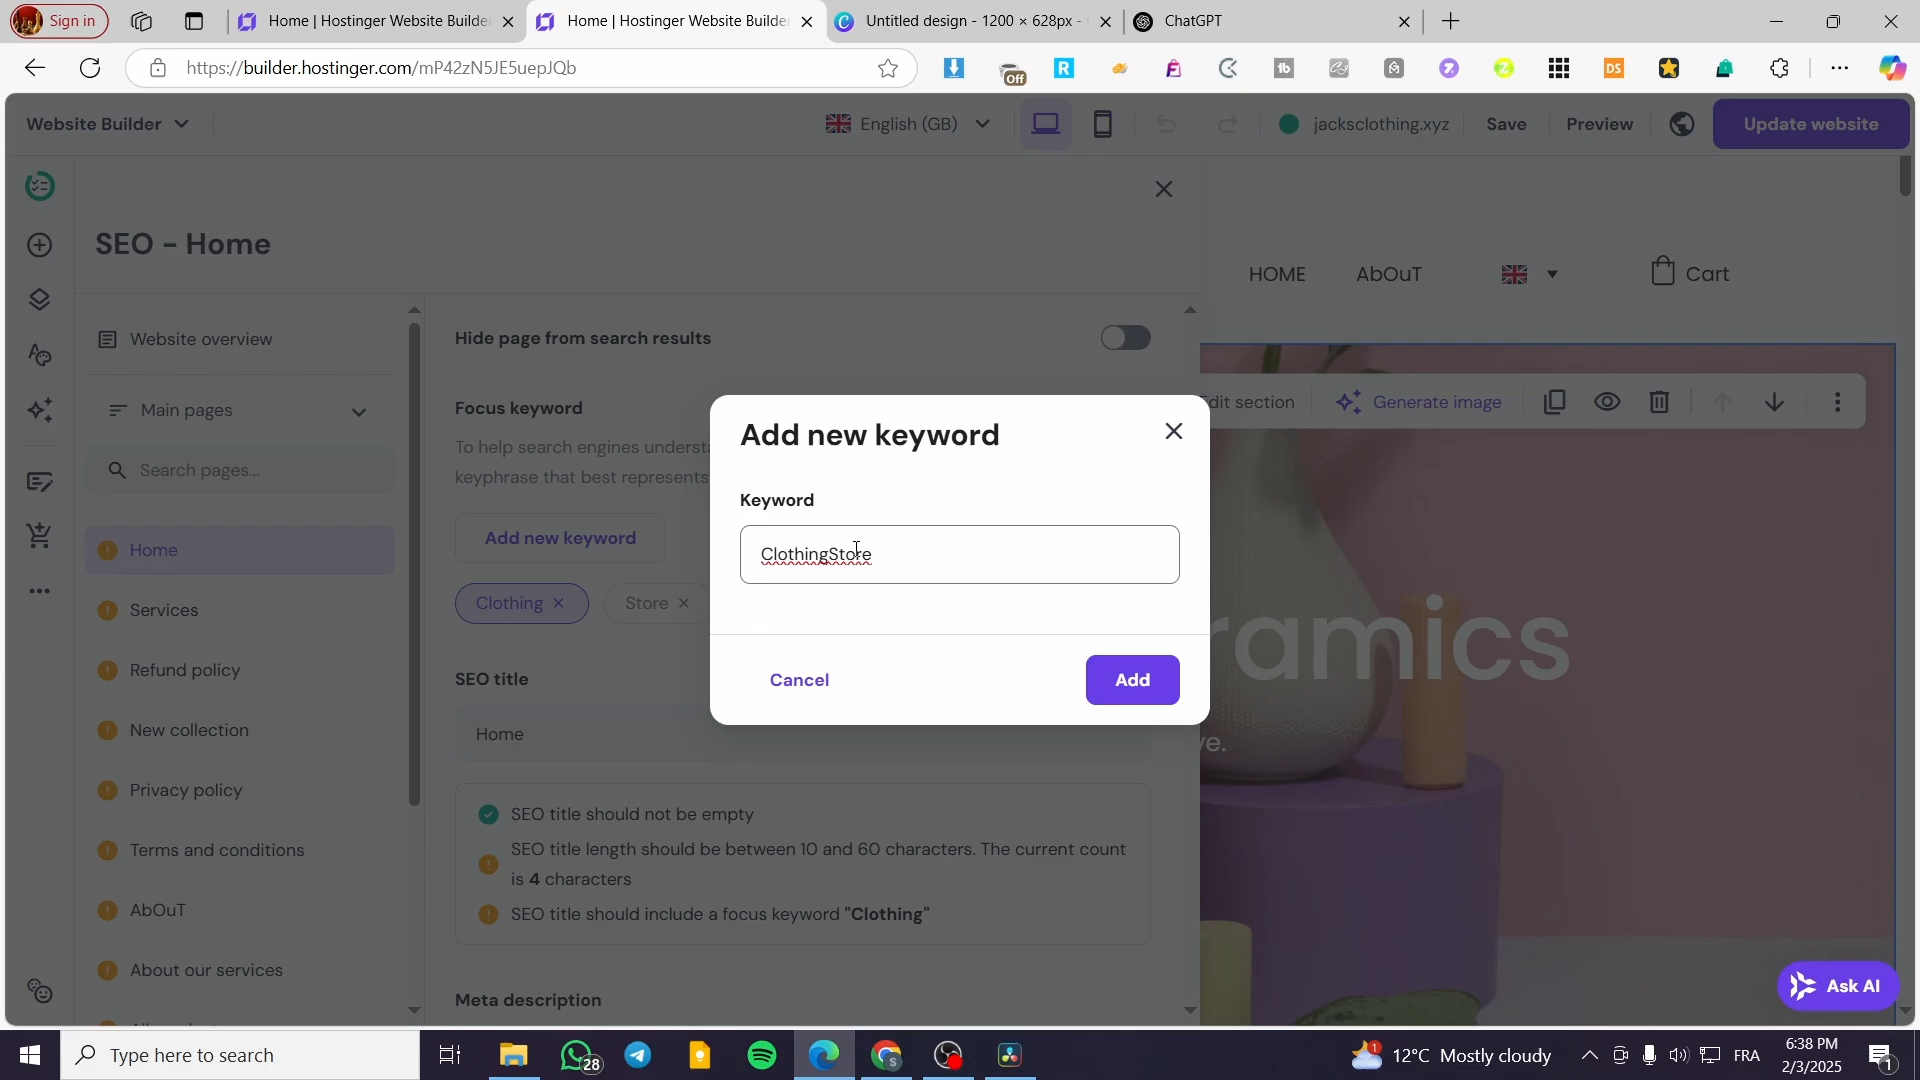 Sign in
Home | Hostinger Website Builde
Home | Hostinger Website Builde
Untitled design - 1200 × 628px -
ChatGPT
https://builder.hostinger.com/mP42zN5JE5uepJQb
Off
Website Builder
English (GB)
jacksclothing.xyz
Save
Preview
Update website
SEO - Home
HOME
AbOuT
Cart
Website overview
Main pages
Search pages...
Home
Services
Refund policy
New collection
Privacy policy
Terms and conditions
AbOuT
About our services
Hide page from search results
Focus keyword
To help search engines underst
keyphrase that best represents
Add new keyword
Clothing
Store
SEO title
Home
SEO title should not be empty
SEO title length should be between 10 and 60 characters. The current count
is 4 characters
SEO title should include a focus keyword "Clothing"
Meta description
Add new keyword
Keyword
ClothingStore
Cancel
Add
dit section
Generate image
ramics
ve.
Ask AI
Type here to search
28
12°C Mostly cloudy
FRA
6:38 PM
2/3/2025
1